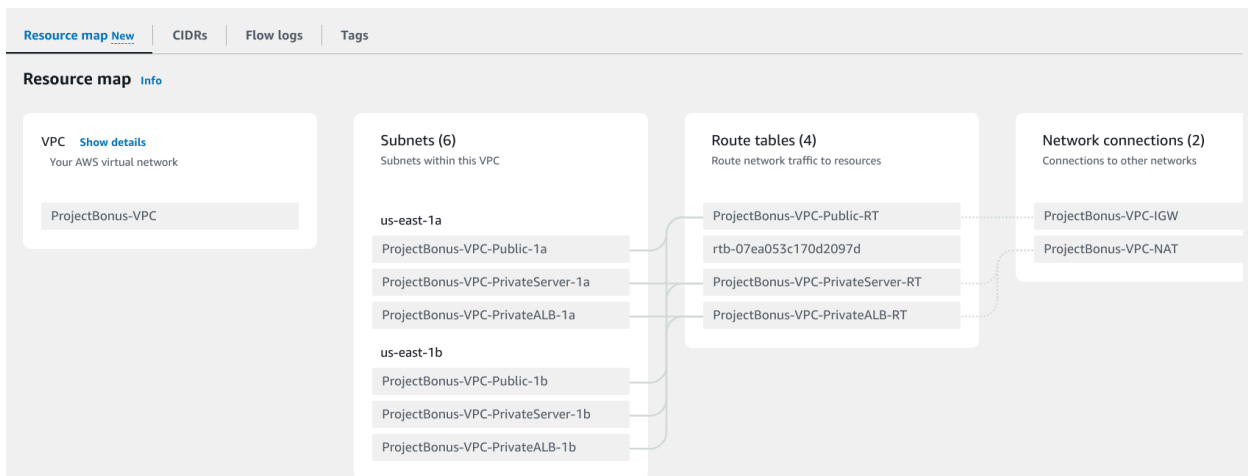 Resource map New
CIDRs
Flow logs
Tags
Resource map Info
VPC Show details
Your AWS virtual network
ProjectBonus-VPC
Subnets (6)
Subnets within this VPC
us-east-1a
ProjectBonus-VPC-Public-1a
ProjectBonus-VPC-PrivateServer-1a
ProjectBonus-VPC-PrivateALB-1a
us-east-1b
ProjectBonus-VPC-Public-1b
ProjectBonus-VPC-PrivateServer-1b
ProjectBonus-VPC-PrivateALB-1b
Route tables (4)
Route network traffic to resources
ProjectBonus-VPC-Public-RT
rtb-07ea053c170d2097d
ProjectBonus-VPC-PrivateServer-RT
ProjectBonus-VPC-PrivateALB-RT
Network connections (2)
Connections to other networks
ProjectBonus-VPC-IGW
ProjectBonus-VPC-NAT